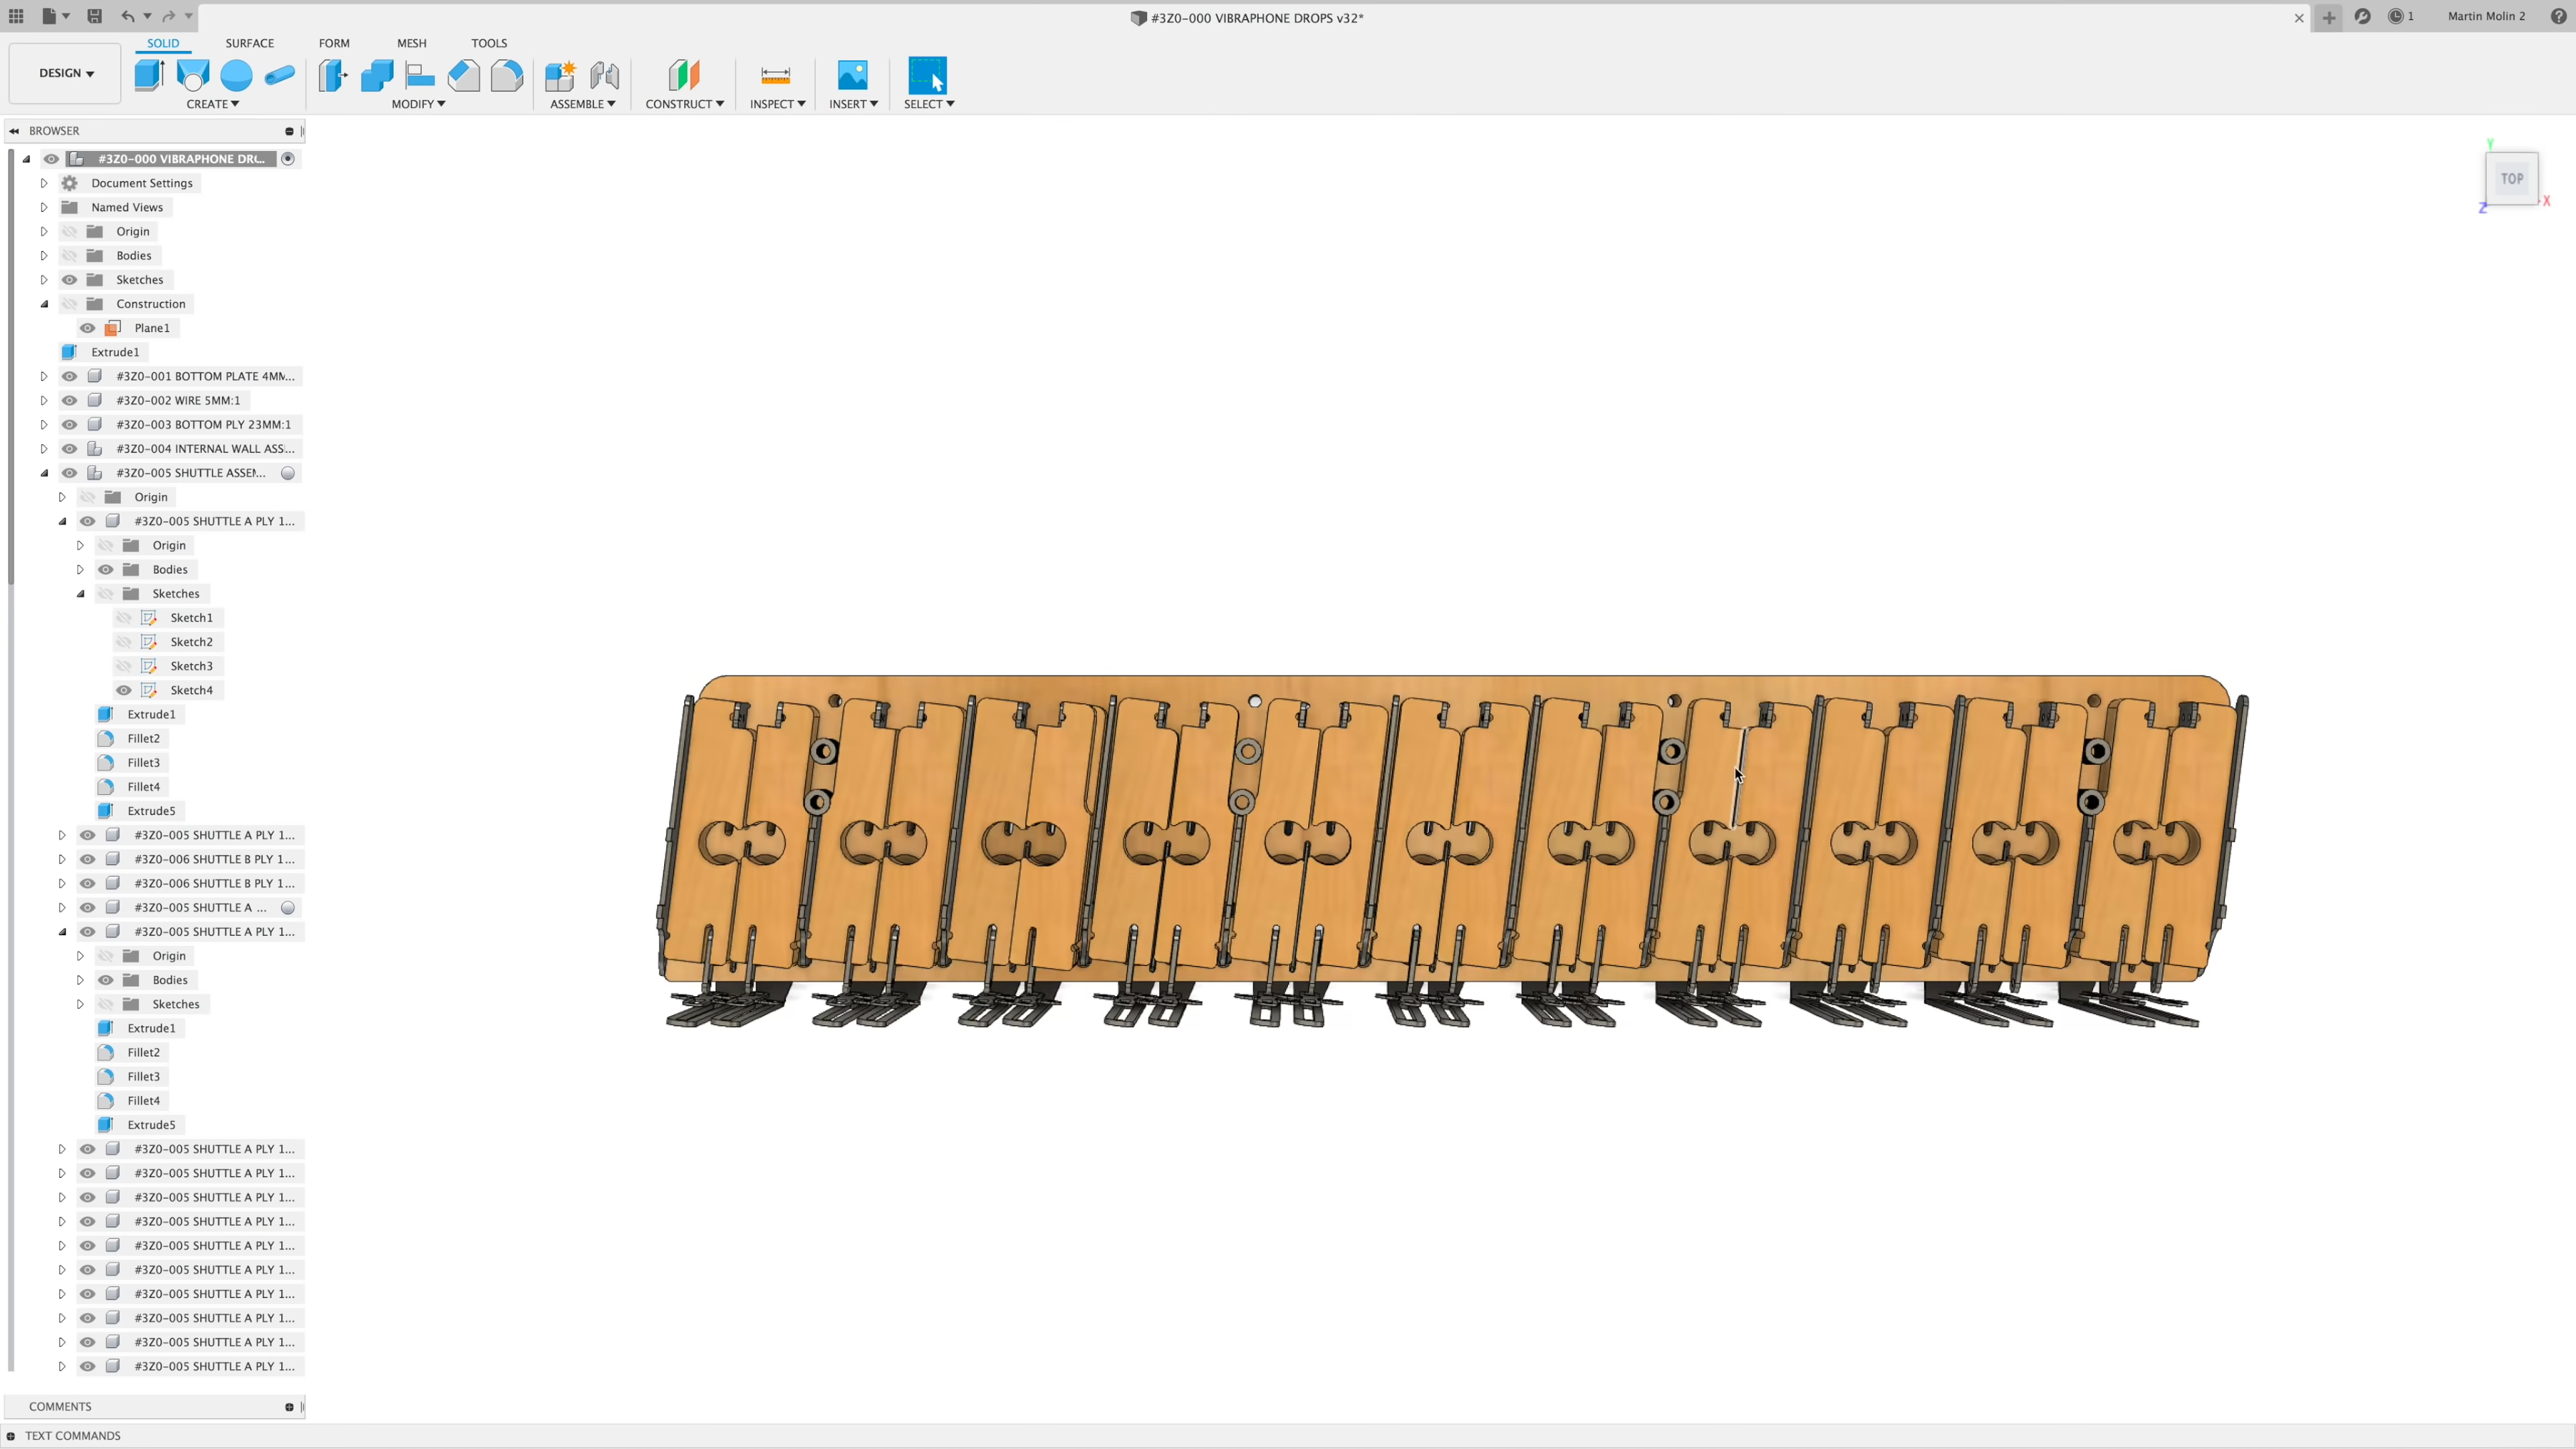 #3Z0-000 VIBRAPHONE DROPS v32*
1
Martin Molin 2
DESIGN
SOLID
SURFACE
FORM
MESH
TOOLS
CREATE
MODIFY
ASSEMBLE
CONSTRUCT
INSPECT
INSERT
SELECT
BROWSER
#3Z0-000 VIBRAPHONE DR(...
Document Settings
Named Views
Origin
Bodies
Sketches
Construction
Plane1
Extrude1
#3Z0-001 BOTTOM PLATE 4MM...
#3Z0-002 WIRE 5MM:1
#3Z0-003 BOTTOM PLY 23MM:1
#3Z0-004 INTERNAL WALL ASS...
#3Z0-005 SHUTTLE ASSEM...
Origin
#3Z0-005 SHUTTLE A PLY 1...
Origin
Bodies
Sketches
Sketch1
Sketch2
Sketch3
Sketch4
Extrude1
Fillet2
Fillet3
Fillet4
Extrude5
#3Z0-005 SHUTTLE A PLY 1...
#3Z0-006 SHUTTLE B PLY 1...
#3Z0-006 SHUTTLE B PLY 1...
#3Z0-005 SHUTTLE A ...
#3Z0-005 SHUTTLE A PLY 1...
Origin
Bodies
Sketches
Extrude1
Fillet2
Fillet3
Fillet4
Extrude5
#3Z0-005 SHUTTLE A PLY 1...
#3Z0-005 SHUTTLE A PLY 1...
#3Z0-005 SHUTTLE A PLY 1...
#3Z0-005 SHUTTLE A PLY 1...
#3Z0-005 SHUTTLE A PLY 1...
#3Z0-005 SHUTTLE A PLY 1...
#3Z0-005 SHUTTLE A PLY 1...
#3Z0-005 SHUTTLE A PLY 1...
#3Z0-005 SHUTTLE A PLY 1...
#3Z0-005 SHUTTLE A PLY 1...
COMMENTS
TEXT COMMANDS
Y
TOP
X
Z